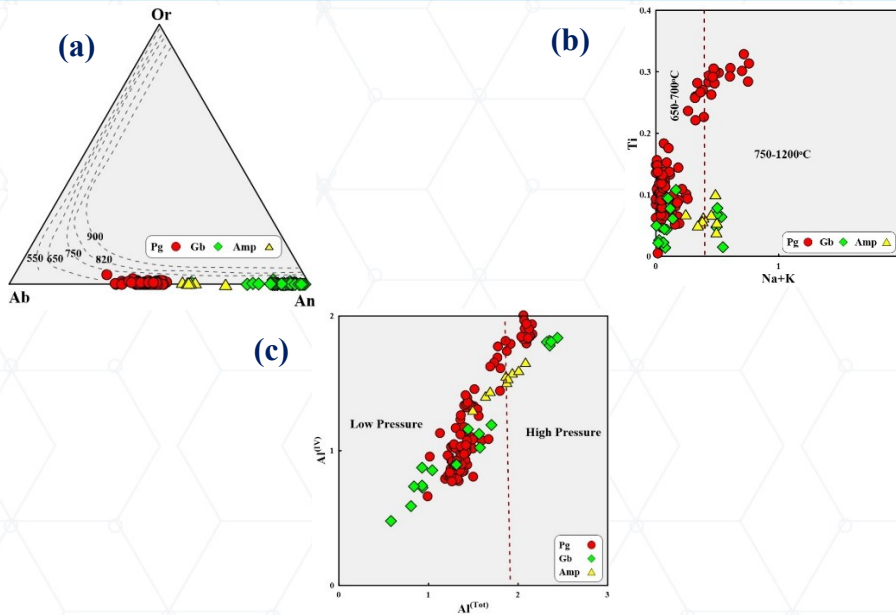 (a)
Or
550
650
750
820
900
Pg Gb Amp
Ab
An
(b)
0.4
0.3
0.2
0.1
0
Ti
650-700°C
750-1200°C
Pg Gb Amp
0
1
Na+K
(c)
2
1
0
Al(IV)
Low Pressure
High Pressure
Pg
Gb
Amp
0
1
2
3
Al(Tot)